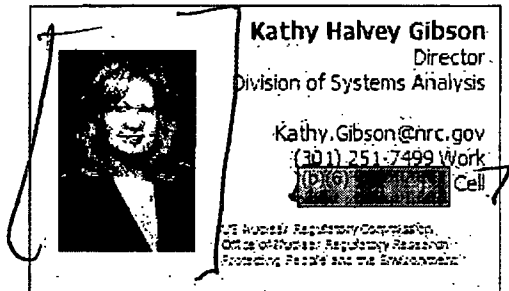 Kathy Halvey Gibson
Director
Division of Systems Analysis
Kathy.Gibson@nrc.gov
(301) 251-7499 Work
(b)(6) Cell
US Nuclear Regulatory Commission
Office of Nuclear Regulatory Research
Protecting People and the Environment